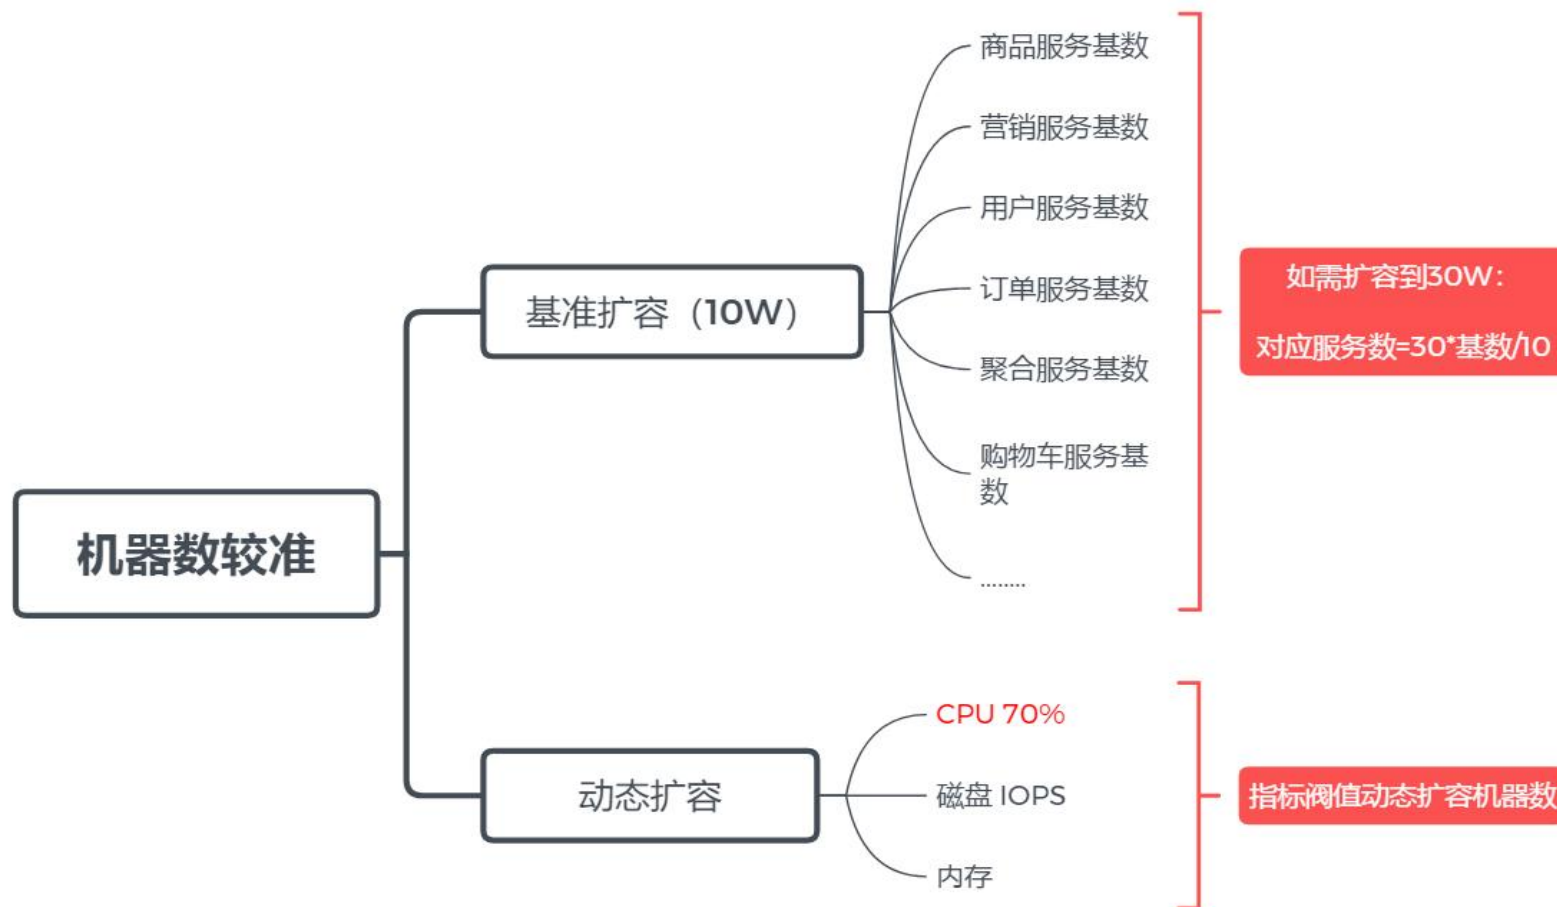 机器数较准
基准扩容（10W）
商品服务基数
营销服务基数
用户服务基数
订单服务基数
聚合服务基数
购物车服务基
数
........
如需扩容到30W：
对应服务数=30*基数/10
动态扩容
CPU 70%
磁盘 IOPS
内存
指标阀值动态扩容机器数